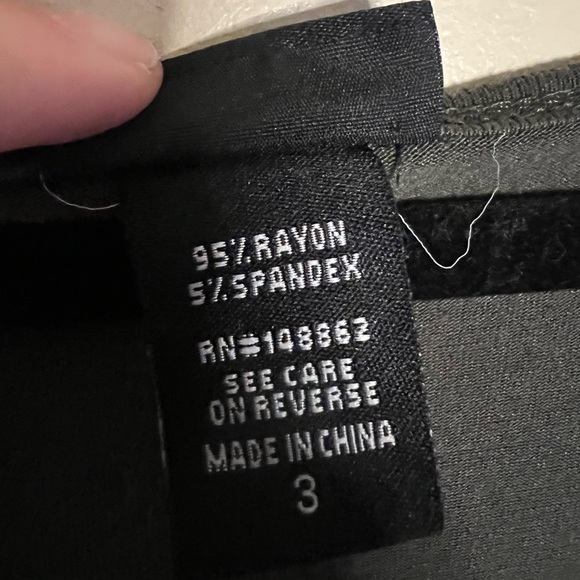 95% RAYON
5% SPANDEX
RN#148862
SEE CARE
ON REVERSE
MADE IN CHINA
3